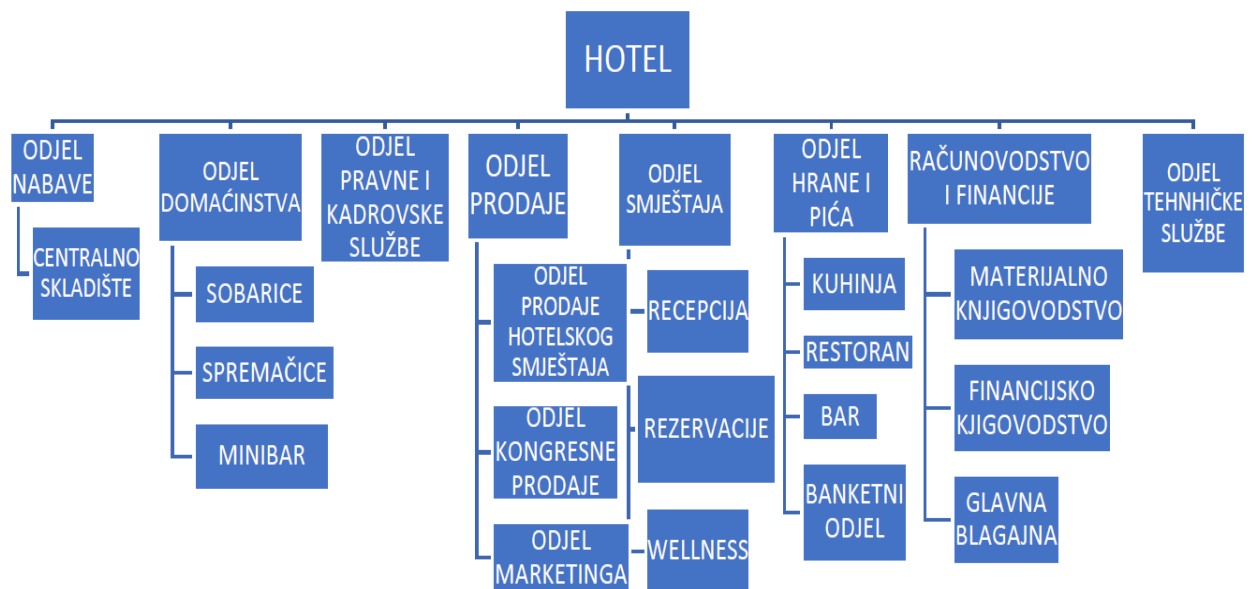 HOTEL
ODJEL
NABAVE
CENTRALNO
SKLADIŠTE
ODJEL
DOMAĆINSTVA
SOBARICE
SPREMAČICE
MINIBAR
ODJEL
PRAVNE I
KADROVSKE
SLUŽBE
ODJEL
PRODAJE
ODJEL
PRODAJE
HOTELSKOG
SMJEŠTAJA
ODJEL
KONGRESNE
PRODAJE
ODJEL
MARKETINGA
ODJEL
SMJEŠTAJA
RECEPCIJA
REZERVACIJE
WELLNESS
ODJEL
HRANE I
PIĆA
KUHINJA
RESTORAN
BAR
BANKETNI
ODJEL
RAČUNOVODSTVO
I FINANCIJE
MATERIJALNO
KNJIGOVODSTVO
FINANCIJSKO
KJIGOVODSTVO
GLAVNA
BLAGAJNA
ODJEL
TEHNHIČKE
SLUŽBE